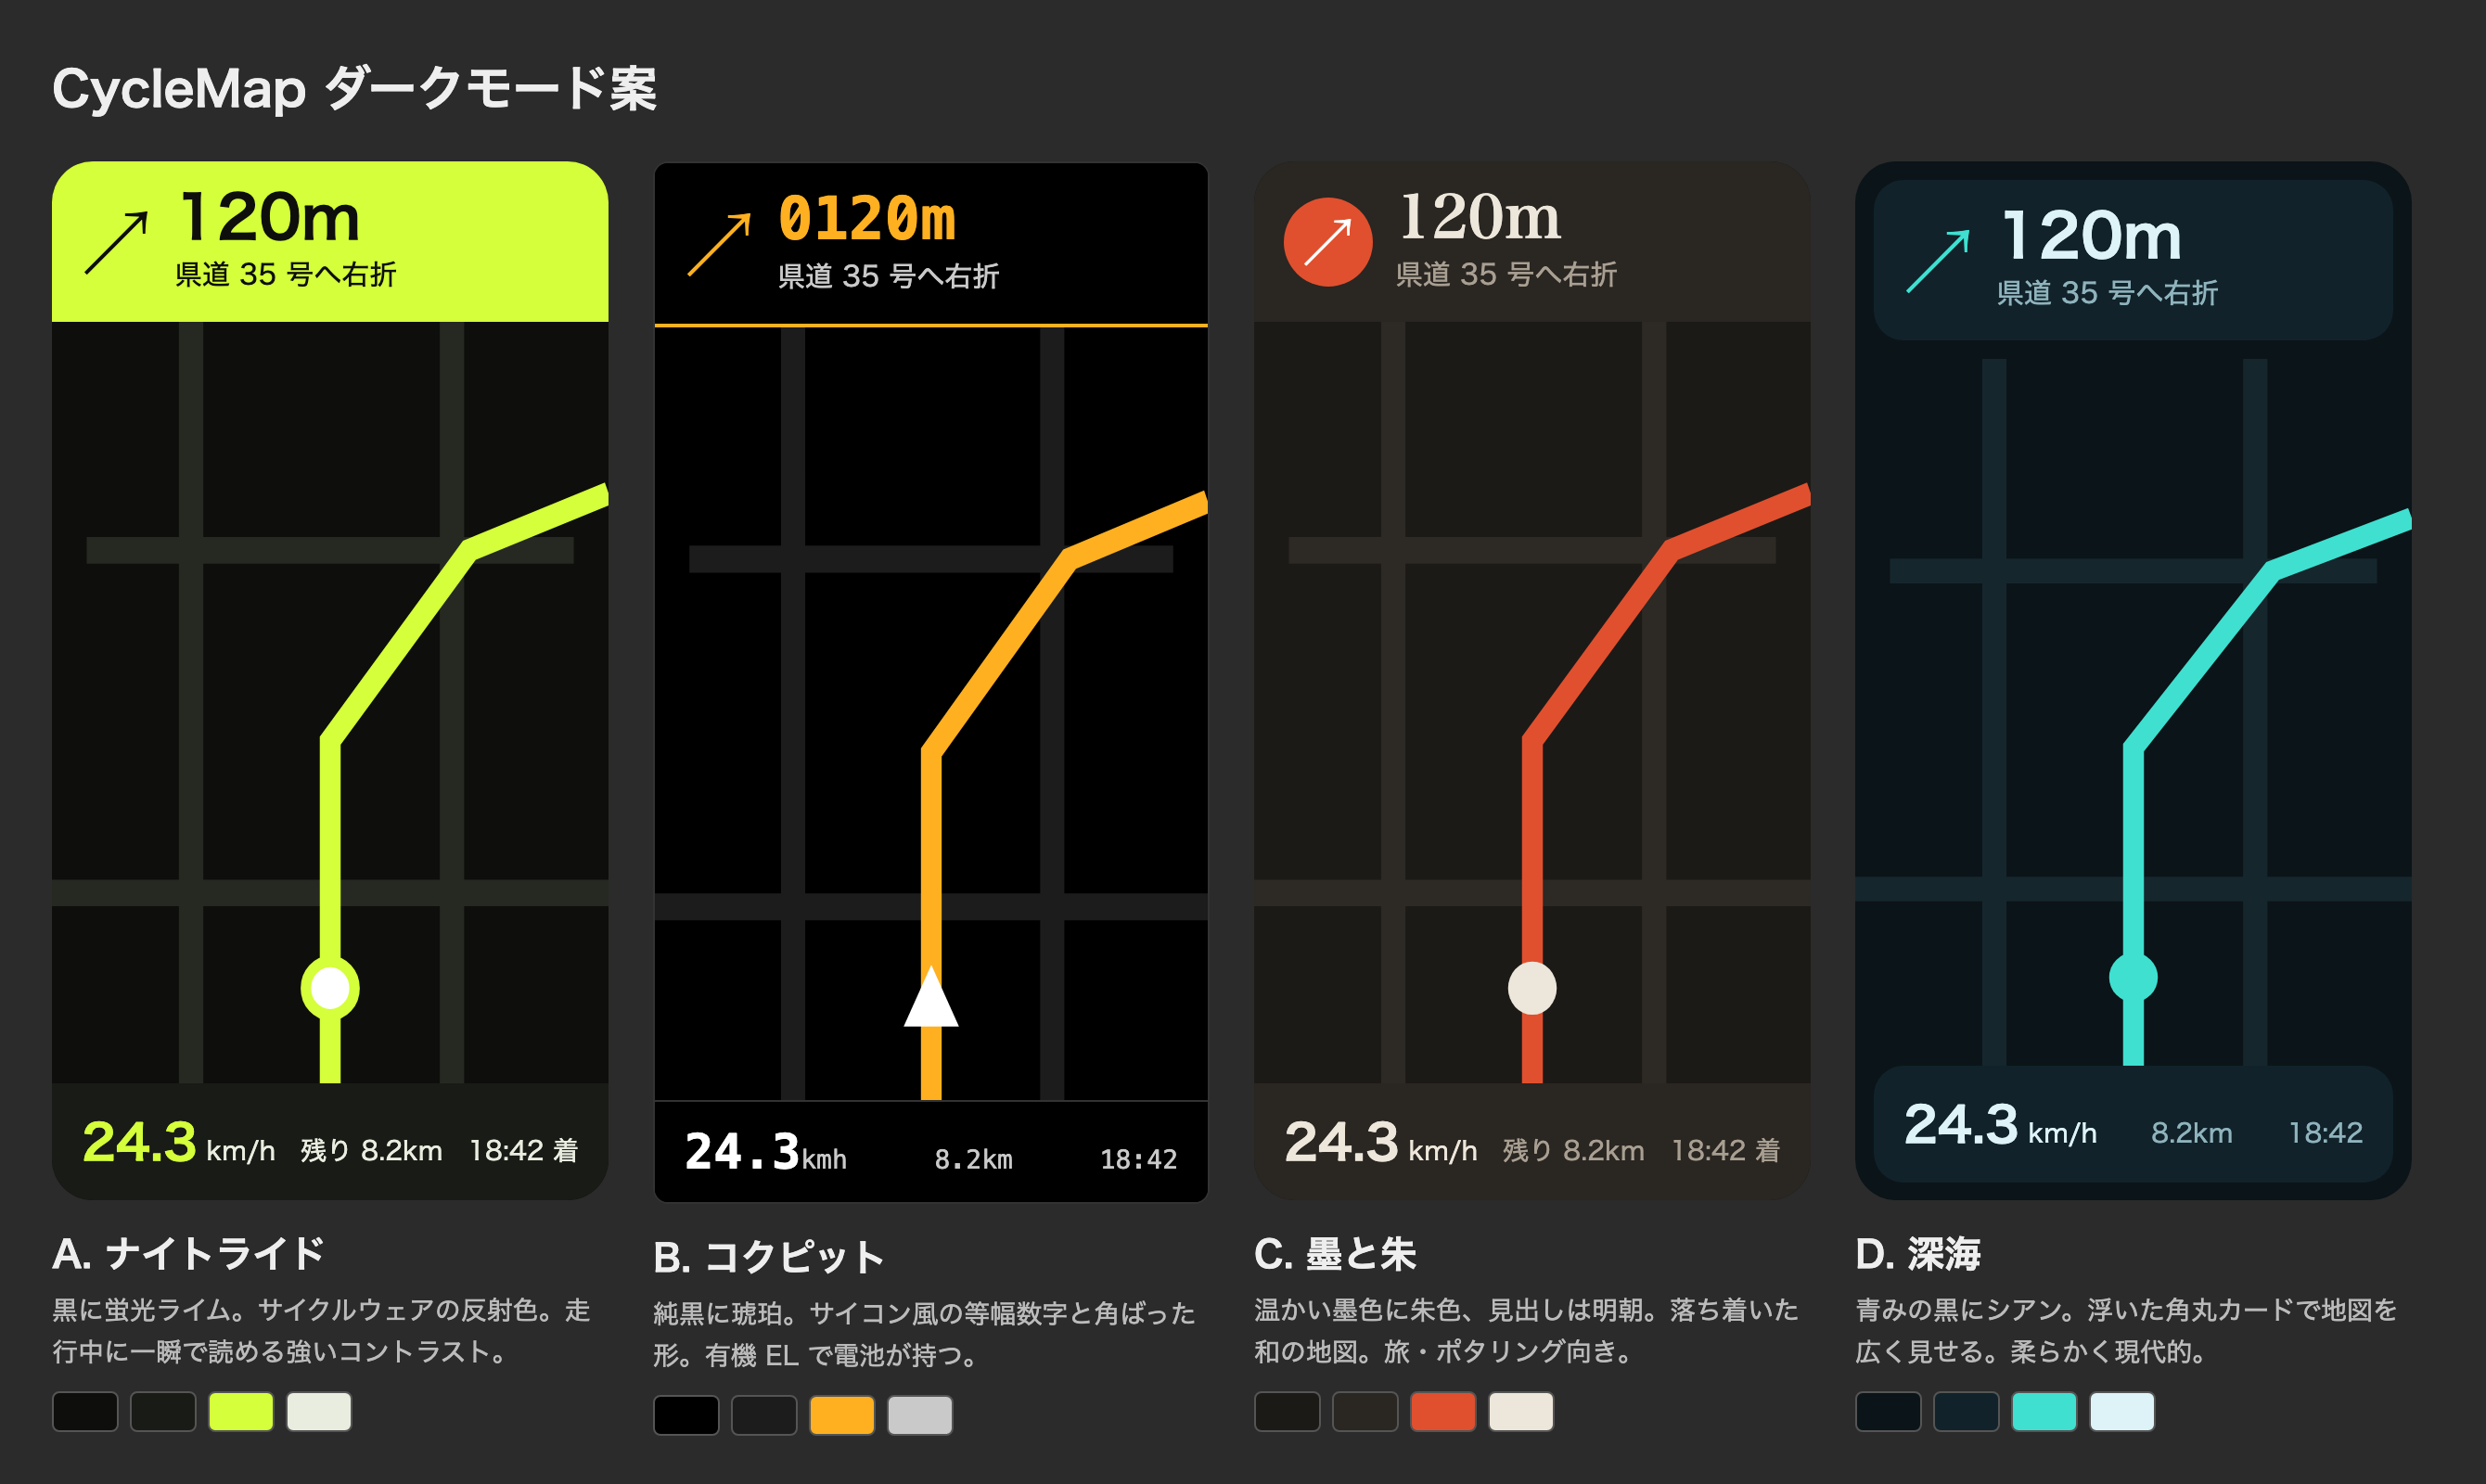 CycleMap ダークモード案
120m
県道 35 号へ右折
24.3 km/h 残り 8.2km 18:42 着
A. ナイトライド
黒に蛍光ライム。サイクルウェアの反射色。走
行中に一瞬で読める強いコントラスト。
0120m
県道 35 号へ右折
24.3kmh 8.2km 18:42
B. コクピット
純黒に琥珀。サイコン風の等幅数字と角ばった
形。有機 EL で電池が持つ。
120m
県道 35 号へ右折
24.3 km/h 残り 8.2km 18:42 着
C. 墨と朱
温かい墨色に朱色、見出しは明朝。落ち着いた
和の地図。旅・ポタリング向き。
120m
県道 35 号へ右折
24.3 km/h 8.2km 18:42
D. 深海
青みの黒にシアン。浮いた角丸カードで地図を
広く見せる。柔らかく現代的。